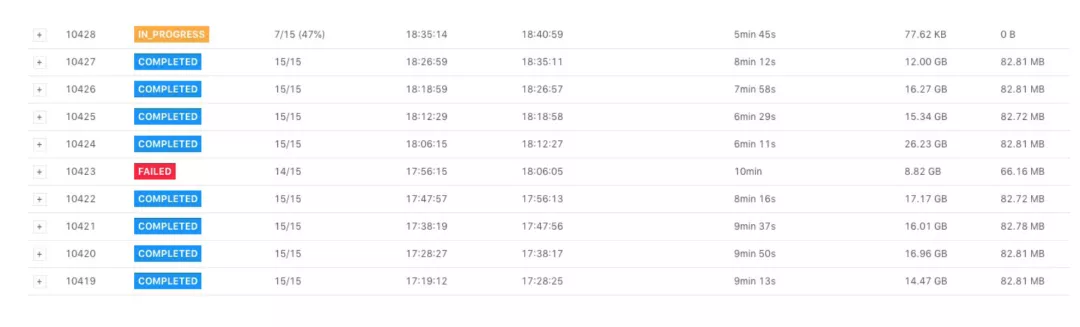 + 10428 IN_PROGRESS 7/15 (47%) 18:35:14 18:40:59 5min 45s 77.62 KB 0 B
+ 10427 COMPLETED 15/15 18:26:59 18:35:11 8min 12s 12.00 GB 82.81 MB
+ 10426 COMPLETED 15/15 18:18:59 18:26:57 7min 58s 16.27 GB 82.81 MB
+ 10425 COMPLETED 15/15 18:12:29 18:18:58 6min 29s 15.34 GB 82.72 MB
+ 10424 COMPLETED 15/15 18:06:15 18:12:27 6min 11s 26.23 GB 82.81 MB
+ 10423 FAILED 14/15 17:56:15 18:06:05 10min 8.82 GB 66.16 MB
+ 10422 COMPLETED 15/15 17:47:57 17:56:13 8min 16s 17.17 GB 82.72 MB
+ 10421 COMPLETED 15/15 17:38:19 17:47:56 9min 37s 16.01 GB 82.78 MB
+ 10420 COMPLETED 15/15 17:28:27 17:38:17 9min 50s 16.96 GB 82.81 MB
+ 10419 COMPLETED 15/15 17:19:12 17:28:25 9min 13s 14.47 GB 82.81 MB